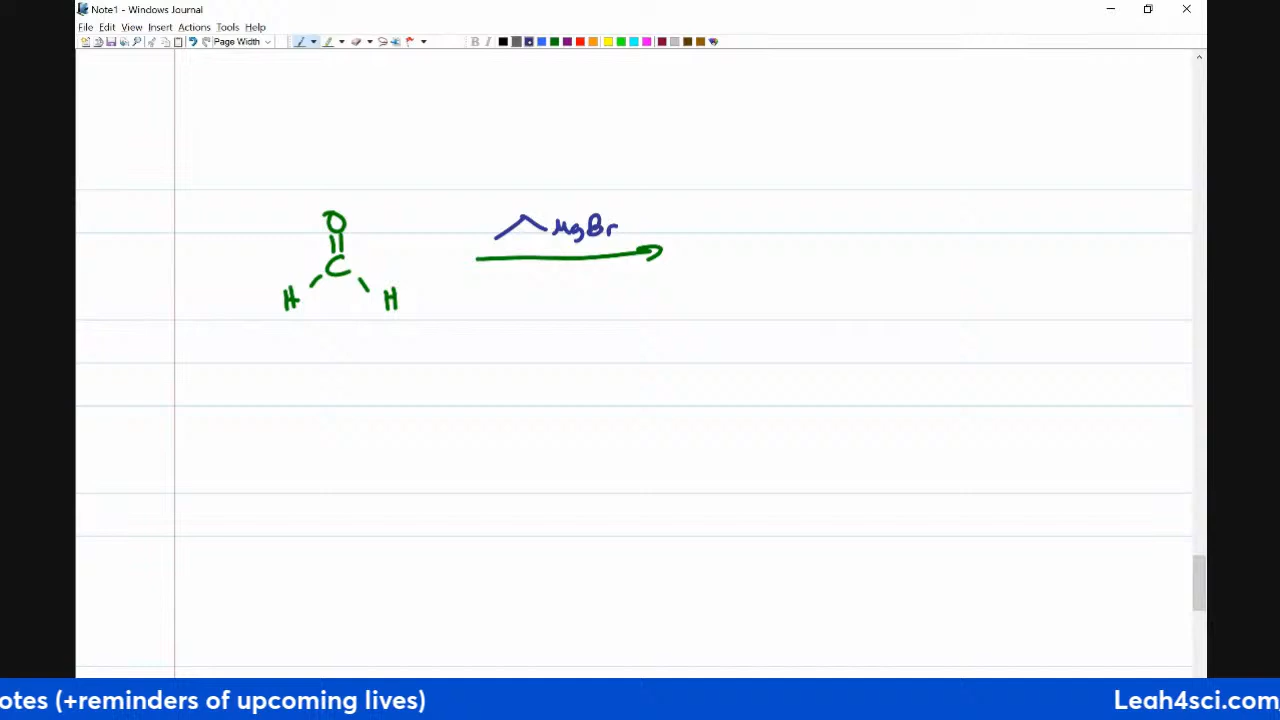 Note1 - Windows Journal
File Edit View Insert Actions Tools Help
Page Width
B I
O
C
H H
MgBr
otes (+reminders of upcoming lives)
Leah4sci.com